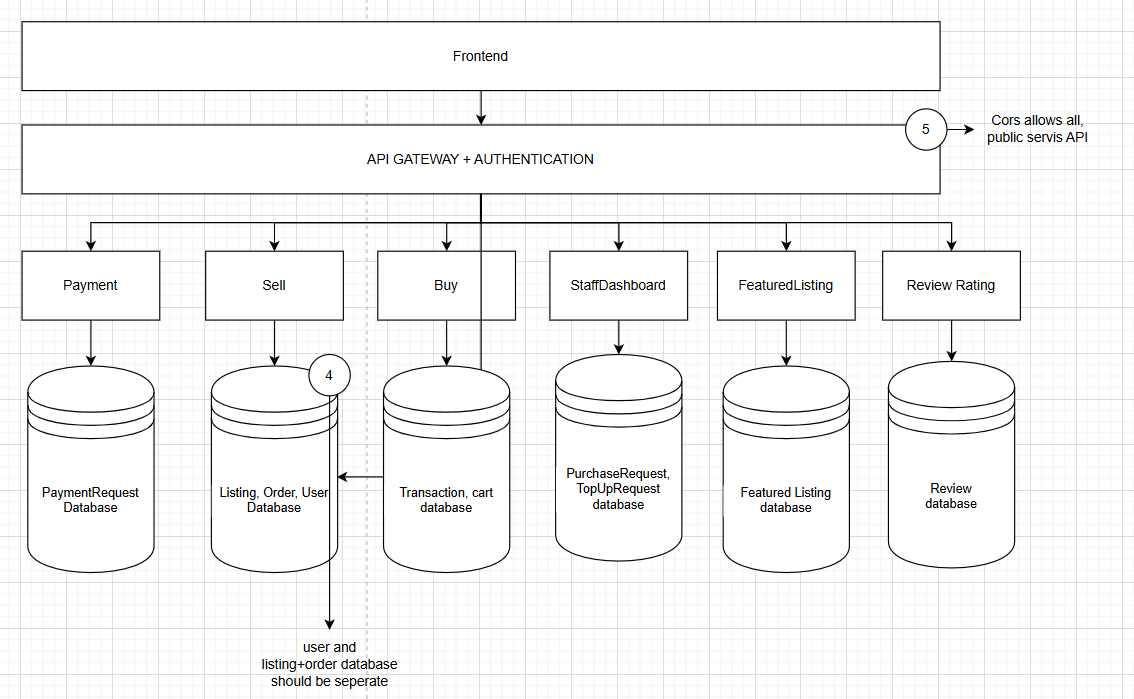 Frontend
5
Cors allows all,
public servis API
API GATEWAY + AUTHENTICATION
Payment
Sell
Buy
StaffDashboard
FeaturedListing
Review Rating
4
PaymentRequest
Database
Listing, Order, User
Database
Transaction, cart
database
PurchaseRequest,
TopUpRequest
database
Featured Listing
database
Review
database
user and
listing+order database
should be seperate